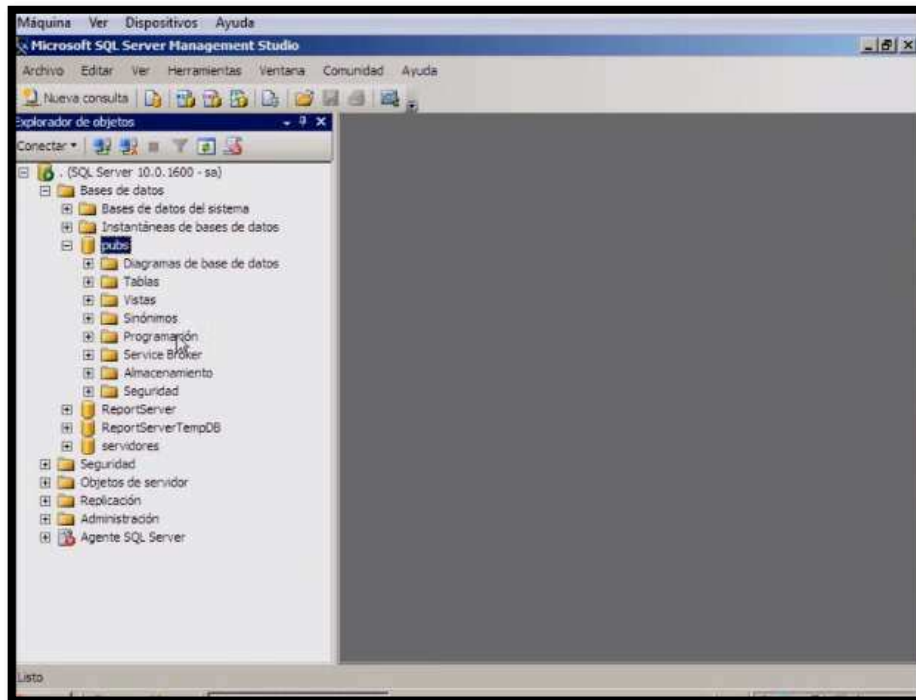 Máquina Ver Dispositivos Ayuda
Microsoft SQL Server Management Studio
Archivo Editar Ver Herramientas Ventana Comunidad Ayuda
Nueva consulta
Explorador de objetos
Conectar
. (SQL Server 10.0.1600 - sa)
Bases de datos
Bases de datos del sistema
Instantáneas de bases de datos
pubs
Diagramas de base de datos
Tablas
Vistas
Sinónimos
Programación
Service Broker
Almacenamiento
Seguridad
ReportServer
ReportServerTempDB
servidores
Seguridad
Objetos de servidor
Replicación
Administración
Agente SQL Server
Listo